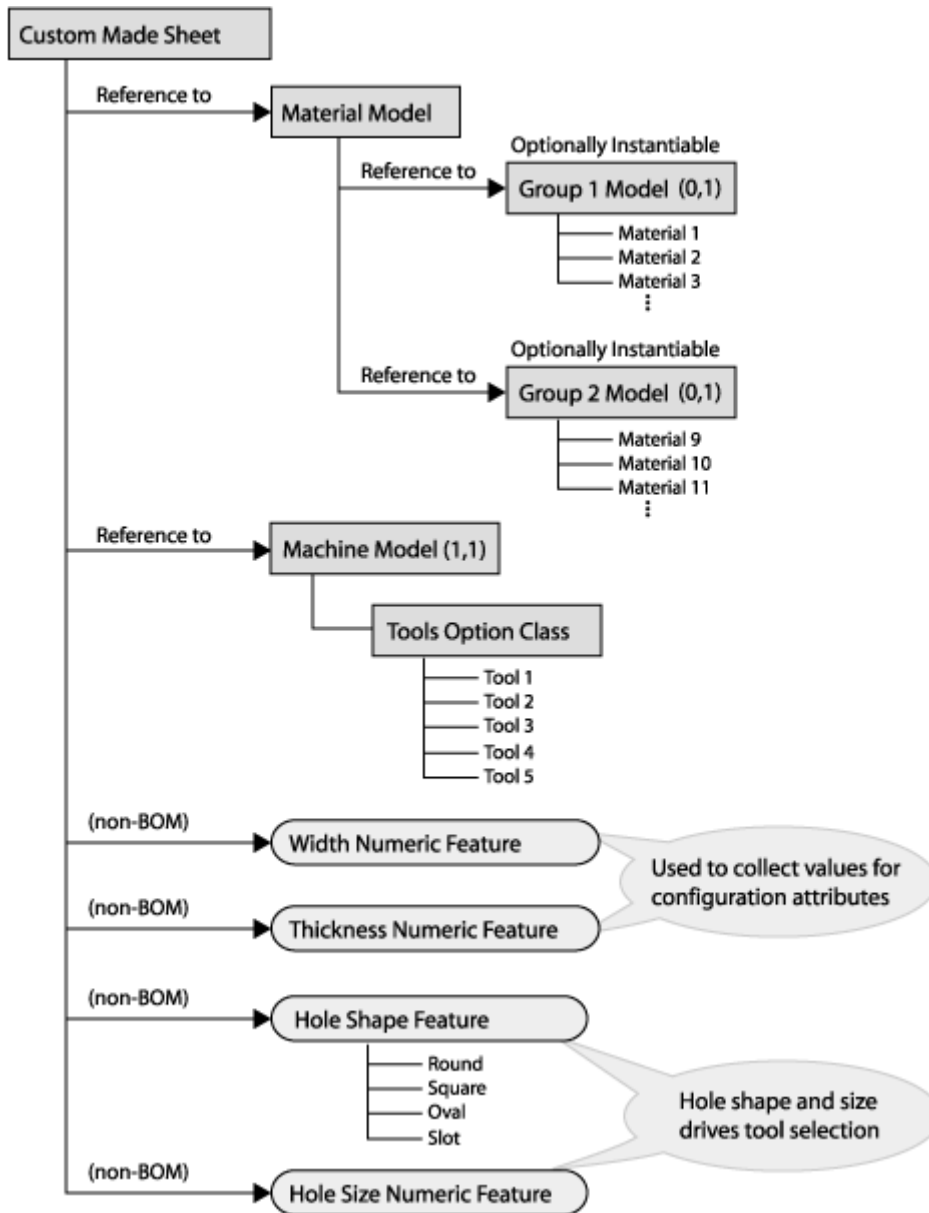 Custom Made Sheet
Reference to
Material Model
Optionally Instantiable
Reference to
Group 1 Model (0,1)
Material 1
Material 2
Material 3
Optionally Instantiable
Reference to
Group 2 Model (0,1)
Material 9
Material 10
Material 11
Reference to
Machine Model (1,1)
Tools Option Class
Tool 1
Tool 2
Tool 3
Tool 4
Tool 5
(non-BOM)
Width Numeric Feature
Used to collect values for
configuration attributes
(non-BOM)
Thickness Numeric Feature
(non-BOM)
Hole Shape Feature
Round
Square
Oval
Slot
Hole shape and size
drives tool selection
(non-BOM)
Hole Size Numeric Feature